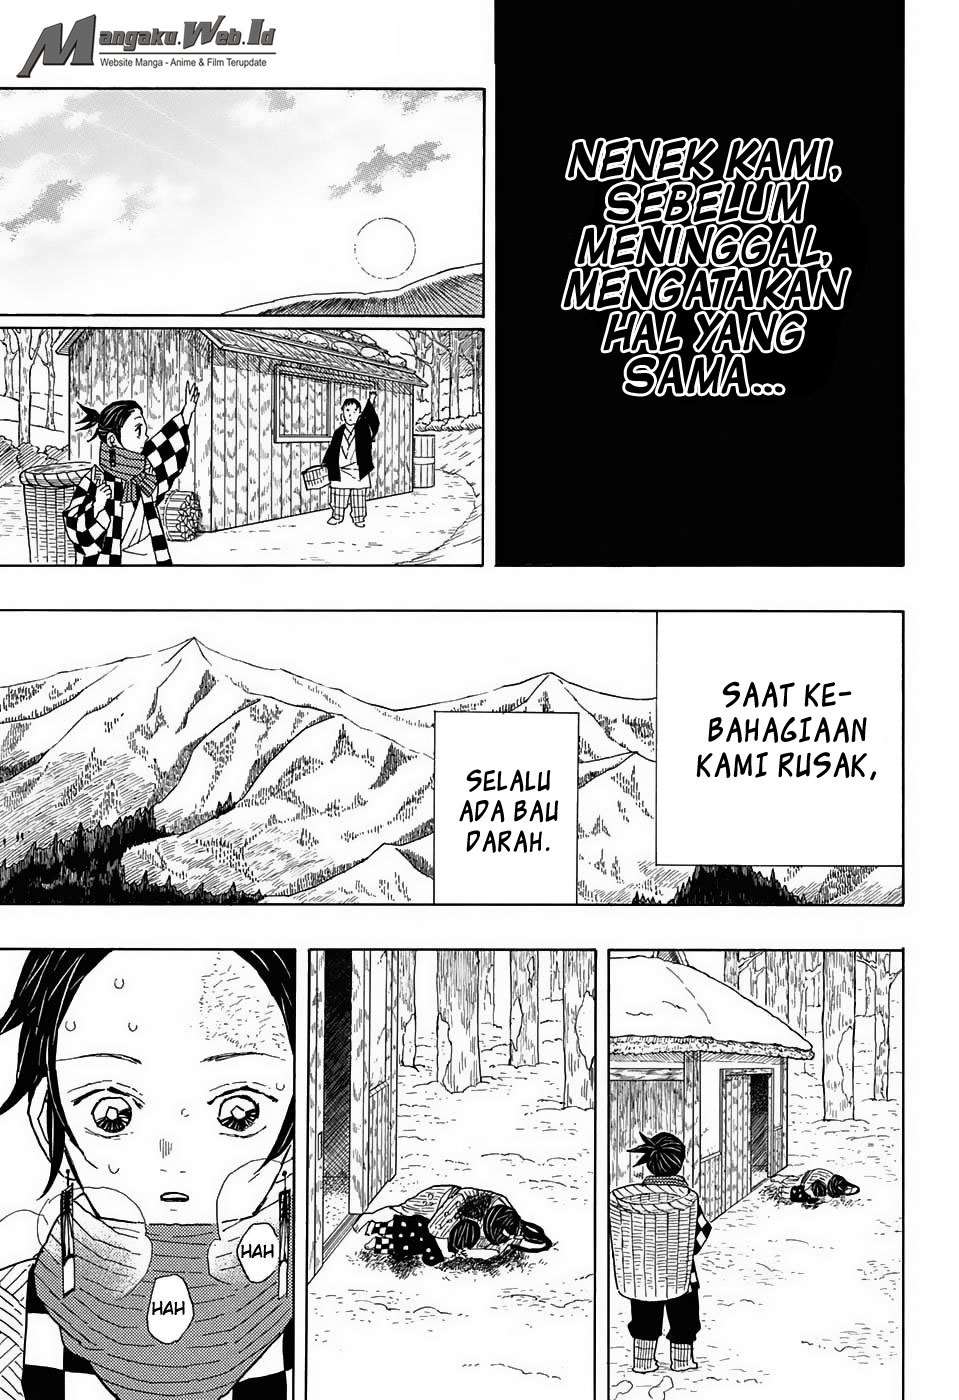 Mangaku.Web.Id
Website Manga - Anime & Film Terupdate
NENEK KAMI,
SEBELUM
MENINGGAL,
MENGATAKAN
HAL YANG
SAMA...
SAAT KE-
BAHAGIAAN
KAMI RUSAK,
SELALU
ADA BAU
DARAH.
HAH
HAH